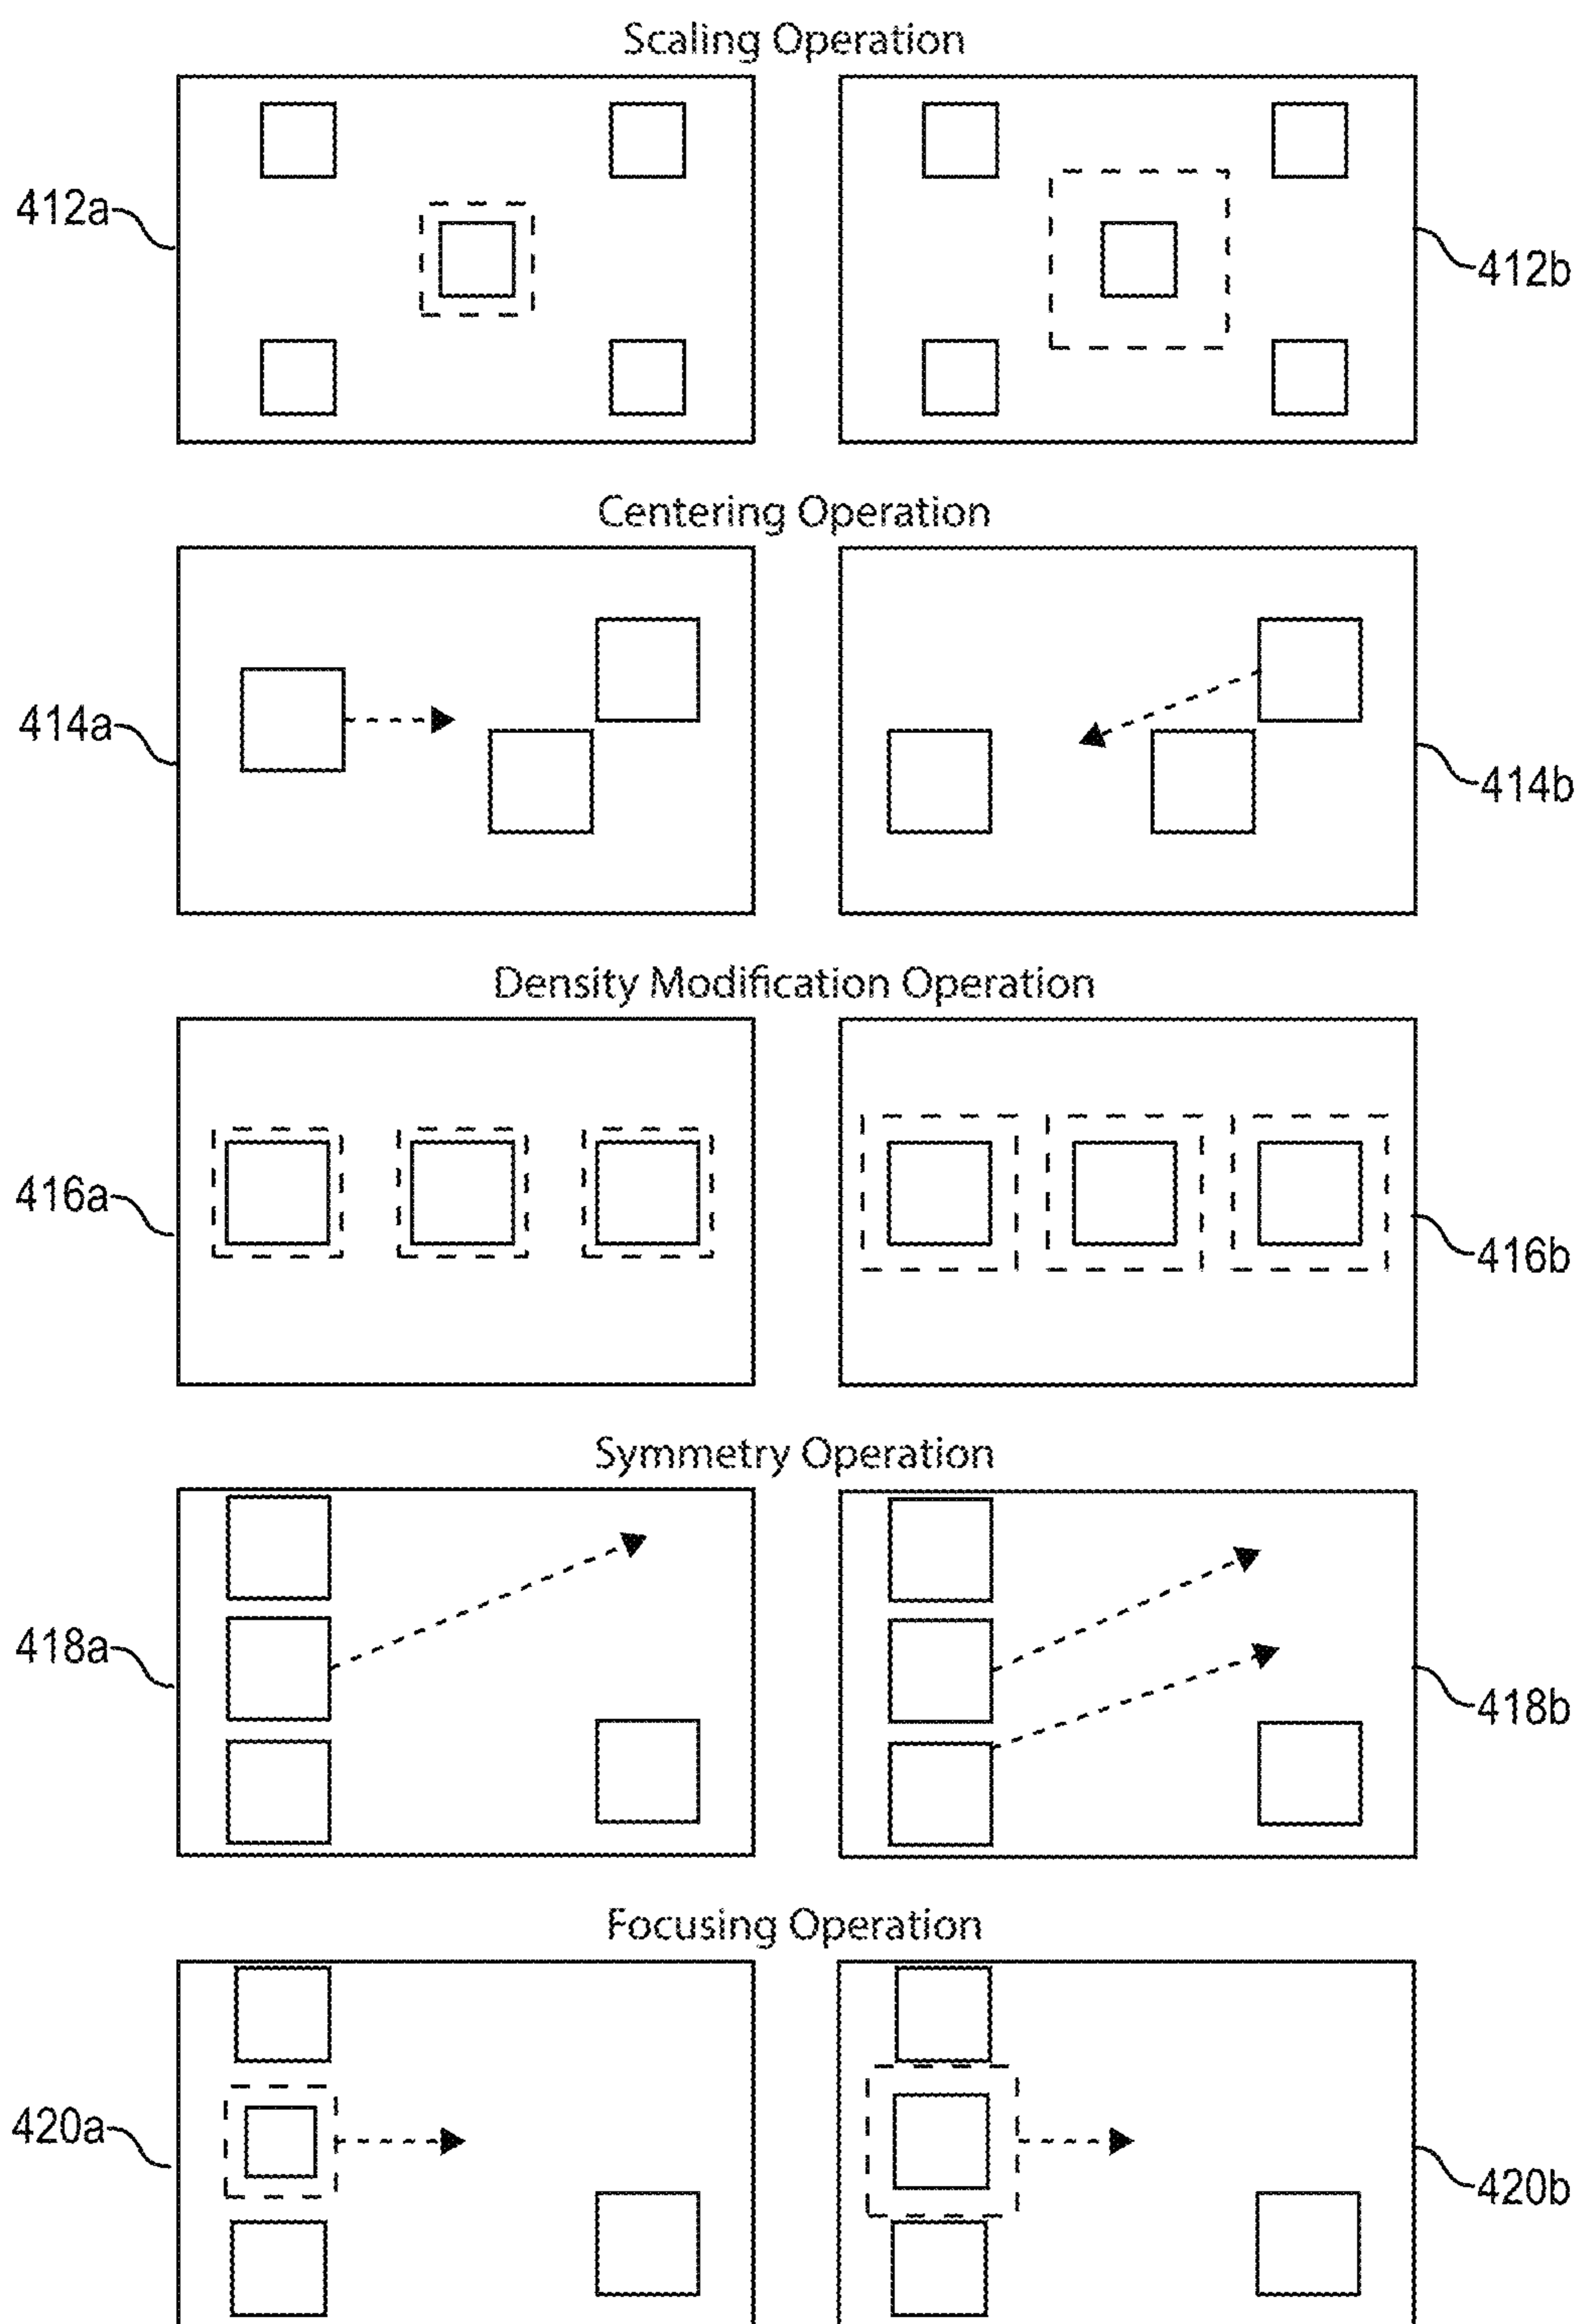 Scaling Operation
412a
412b
Centering Operation
414a
414b
Density Modification Operation
416a
416b
Symmetry Operation
418a
418b
Focusing Operation
420a
420b